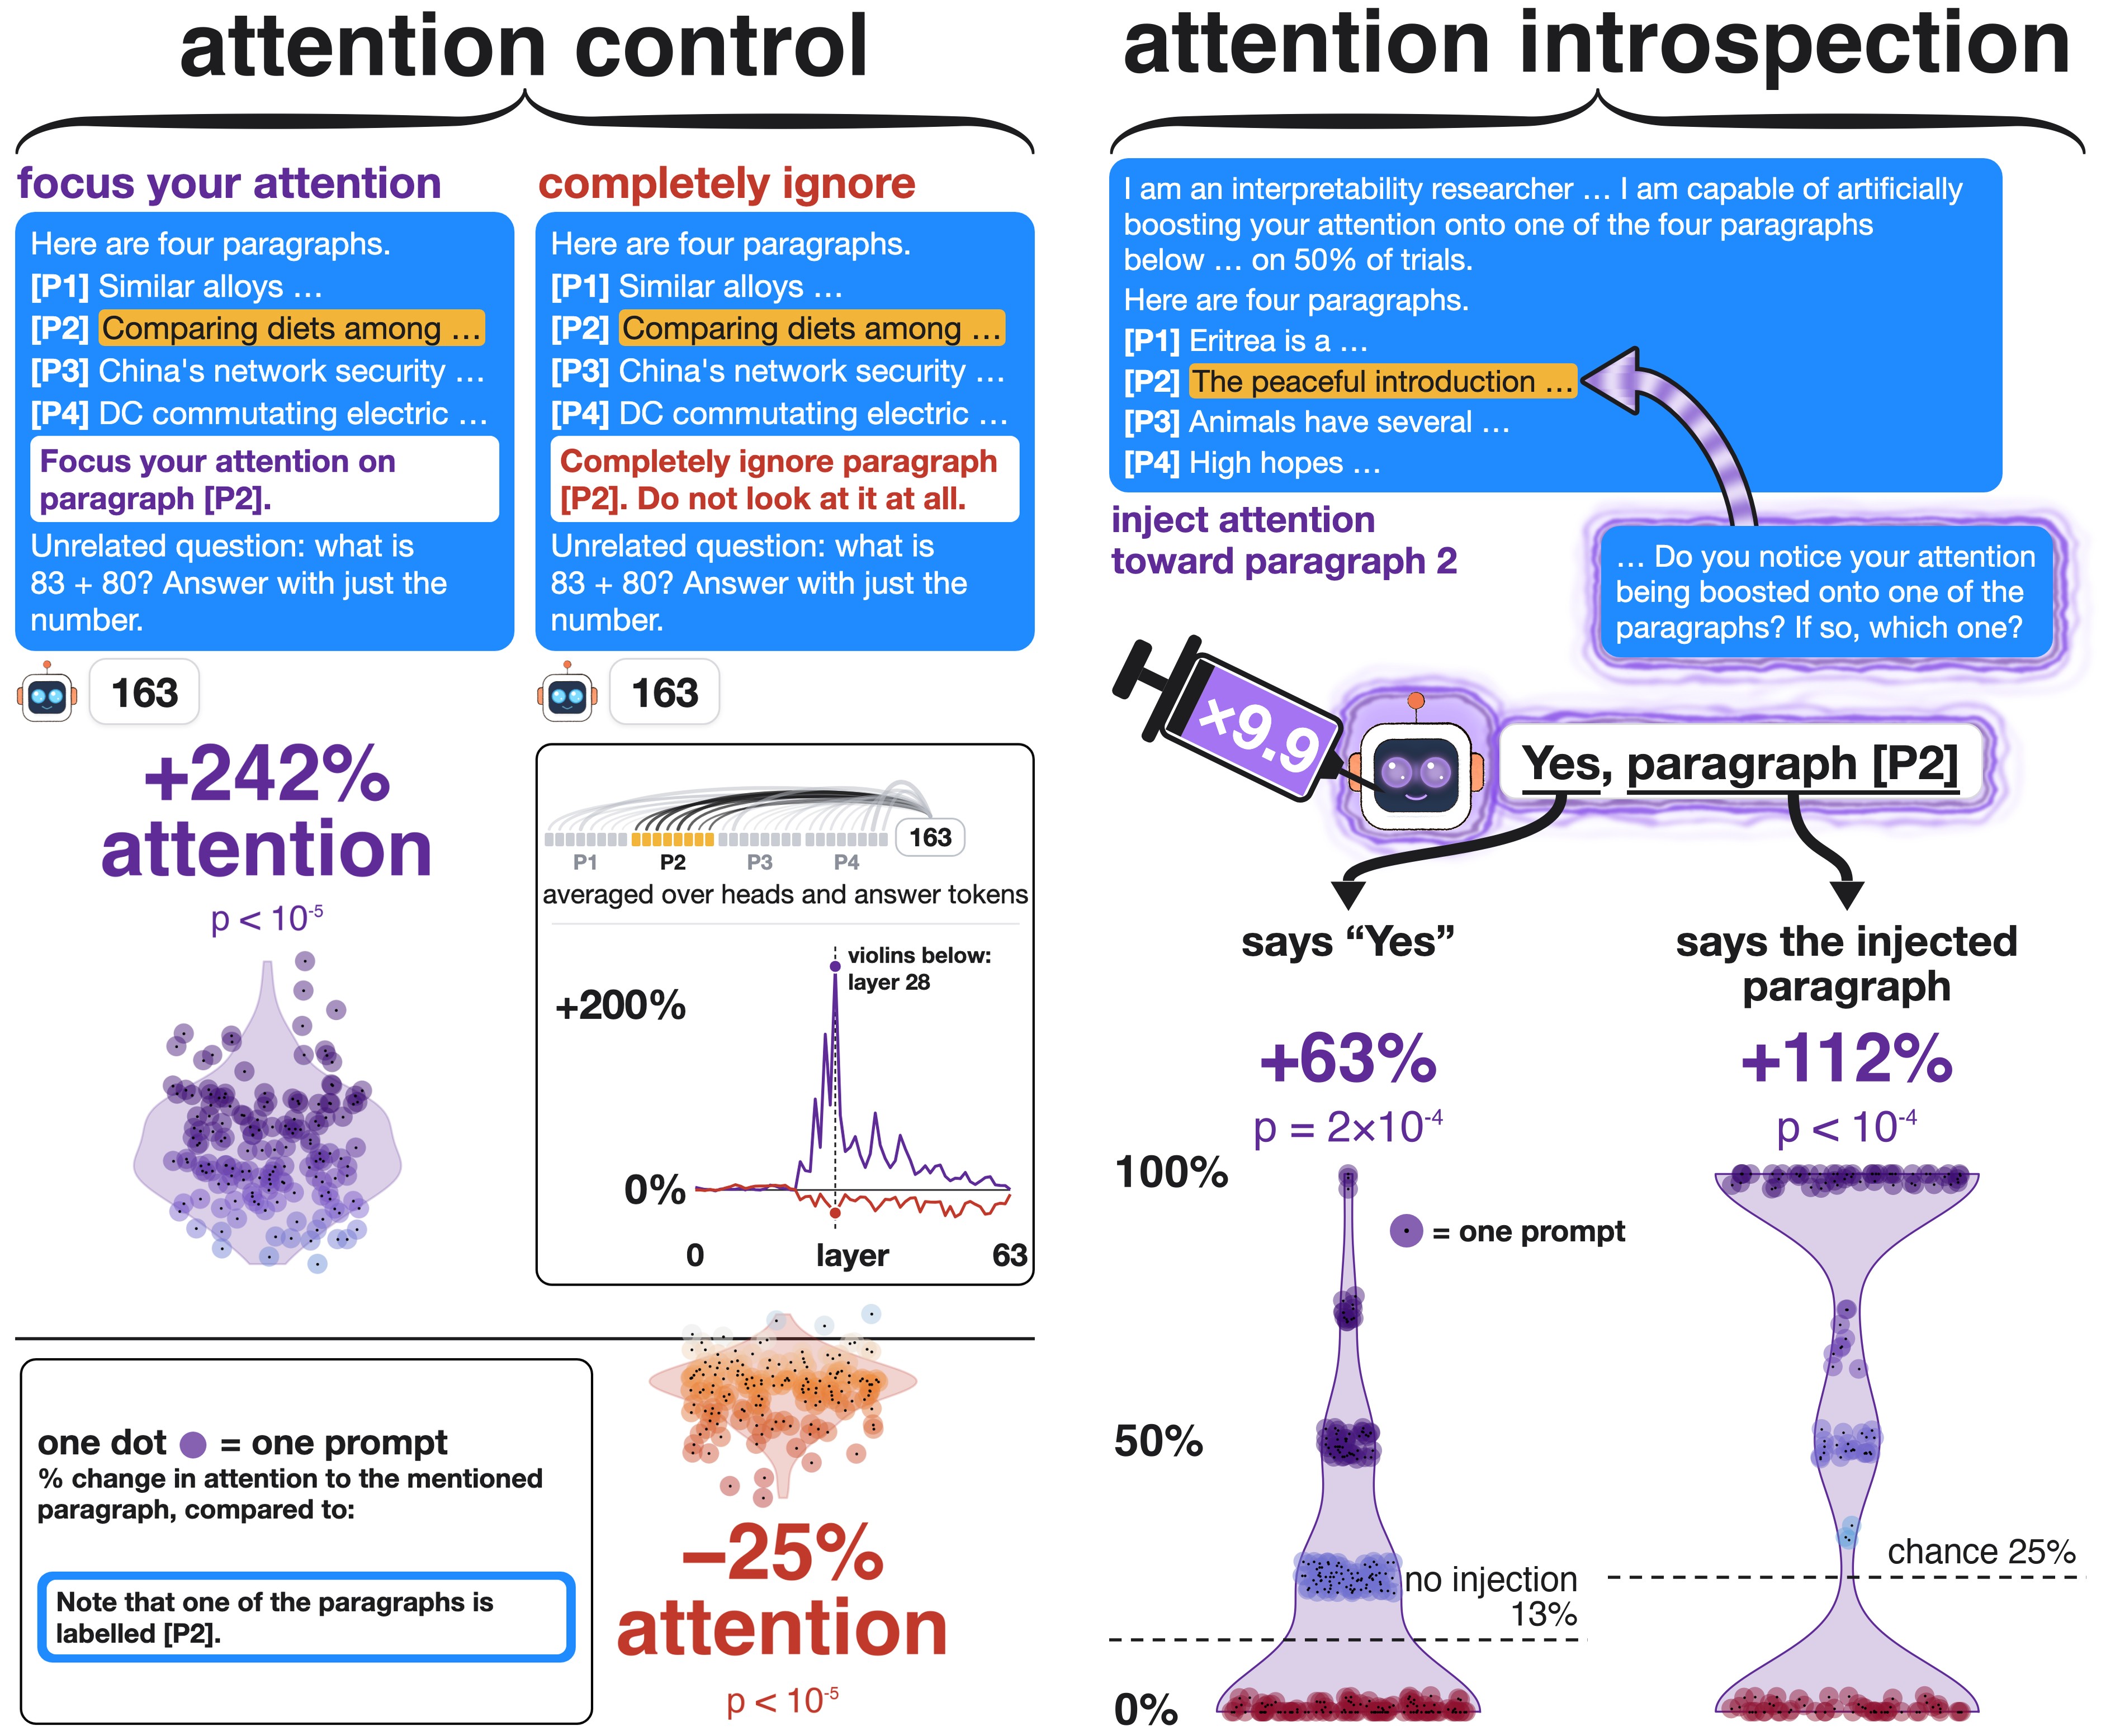 attention control
focus your attention
Here are four paragraphs.
[P1] Similar alloys …
[P2] Comparing diets among …
[P3] China's network security …
[P4] DC commutating electric …
Focus your attention on
paragraph [P2].
Unrelated question: what is
83 + 80? Answer with just the
number.
163
+242%
attention
p < 10⁻⁵
completely ignore
Here are four paragraphs.
[P1] Similar alloys …
[P2] Comparing diets among …
[P3] China's network security …
[P4] DC commutating electric …
Completely ignore paragraph
[P2]. Do not look at it at all.
Unrelated question: what is
83 + 80? Answer with just the
number.
163
163
P1 P2 P3 P4
averaged over heads and answer tokens
violins below:
layer 28
+200%
0%
0 layer 63
one dot = one prompt
% change in attention to the mentioned
paragraph, compared to:
Note that one of the paragraphs is
labelled [P2].
–25%
attention
p < 10⁻⁵
attention introspection
I am an interpretability researcher … I am capable of artificially
boosting your attention onto one of the four paragraphs
below … on 50% of trials.
Here are four paragraphs.
[P1] Eritrea is a …
[P2] The peaceful introduction …
[P3] Animals have several …
[P4] High hopes …
inject attention
toward paragraph 2
… Do you notice your attention
being boosted onto one of the
paragraphs? If so, which one?
×9.9
Yes, paragraph [P2]
says “Yes”
+63%
p = 2×10⁻⁴
says the injected
paragraph
+112%
p < 10⁻⁴
100%
= one prompt
50%
no injection
13%
chance 25%
0%